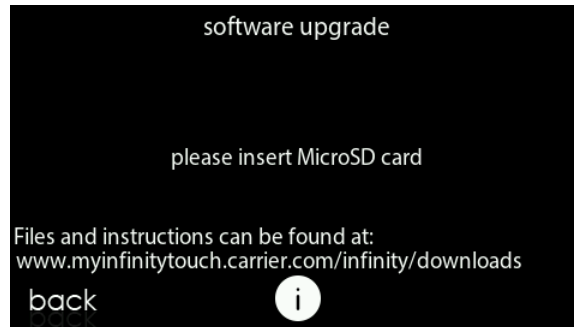 software upgrade
please insert MicroSD card
Files and instructions can be found at:
www.myinfinitytouch.carrier.com/infinity/downloads
back
i